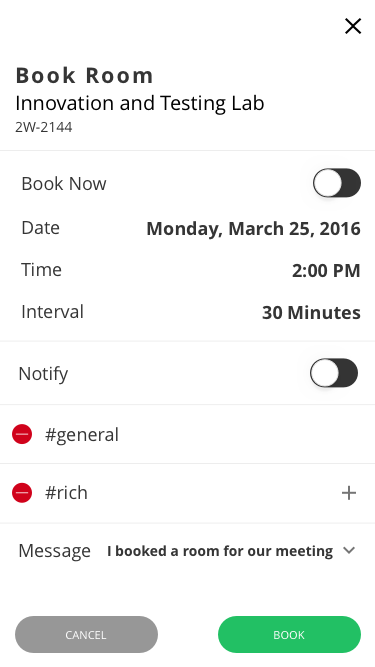 Book Room
Innovation and Testing Lab
2W-2144
Book Now
Date Monday, March 25, 2016
Time 2:00 PM
Interval 30 Minutes
Notify
#general
#rich
Message I booked a room for our meeting
CANCEL BOOK